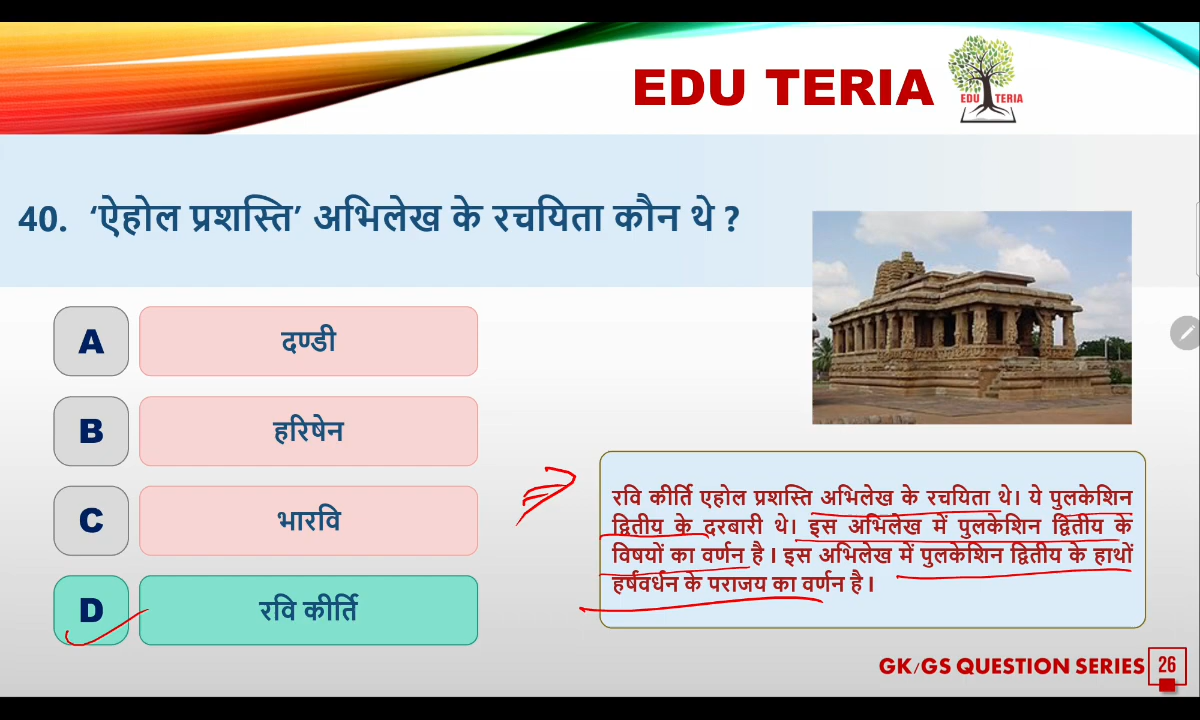 EDU TERIA
EDU TERIA
40. ‘ऐहोल प्रशस्ति’ अभिलेख के रचयिता कौन थे ?
A दण्डी
B हरिषेन
C भारवि
D रवि कीर्ति
रवि कीर्ति एहोल प्रशस्ति अभिलेख के रचयिता थे। ये पुलकेशिन
द्वितीय के दरबारी थे। इस अभिलेख में पुलकेशिन द्वितीय के
विषयों का वर्णन है I इस अभिलेख में पुलकेशिन द्वितीय के हाथों
हर्षवर्धन के पराजय का वर्णन है I
GK/GS QUESTION SERIES 26